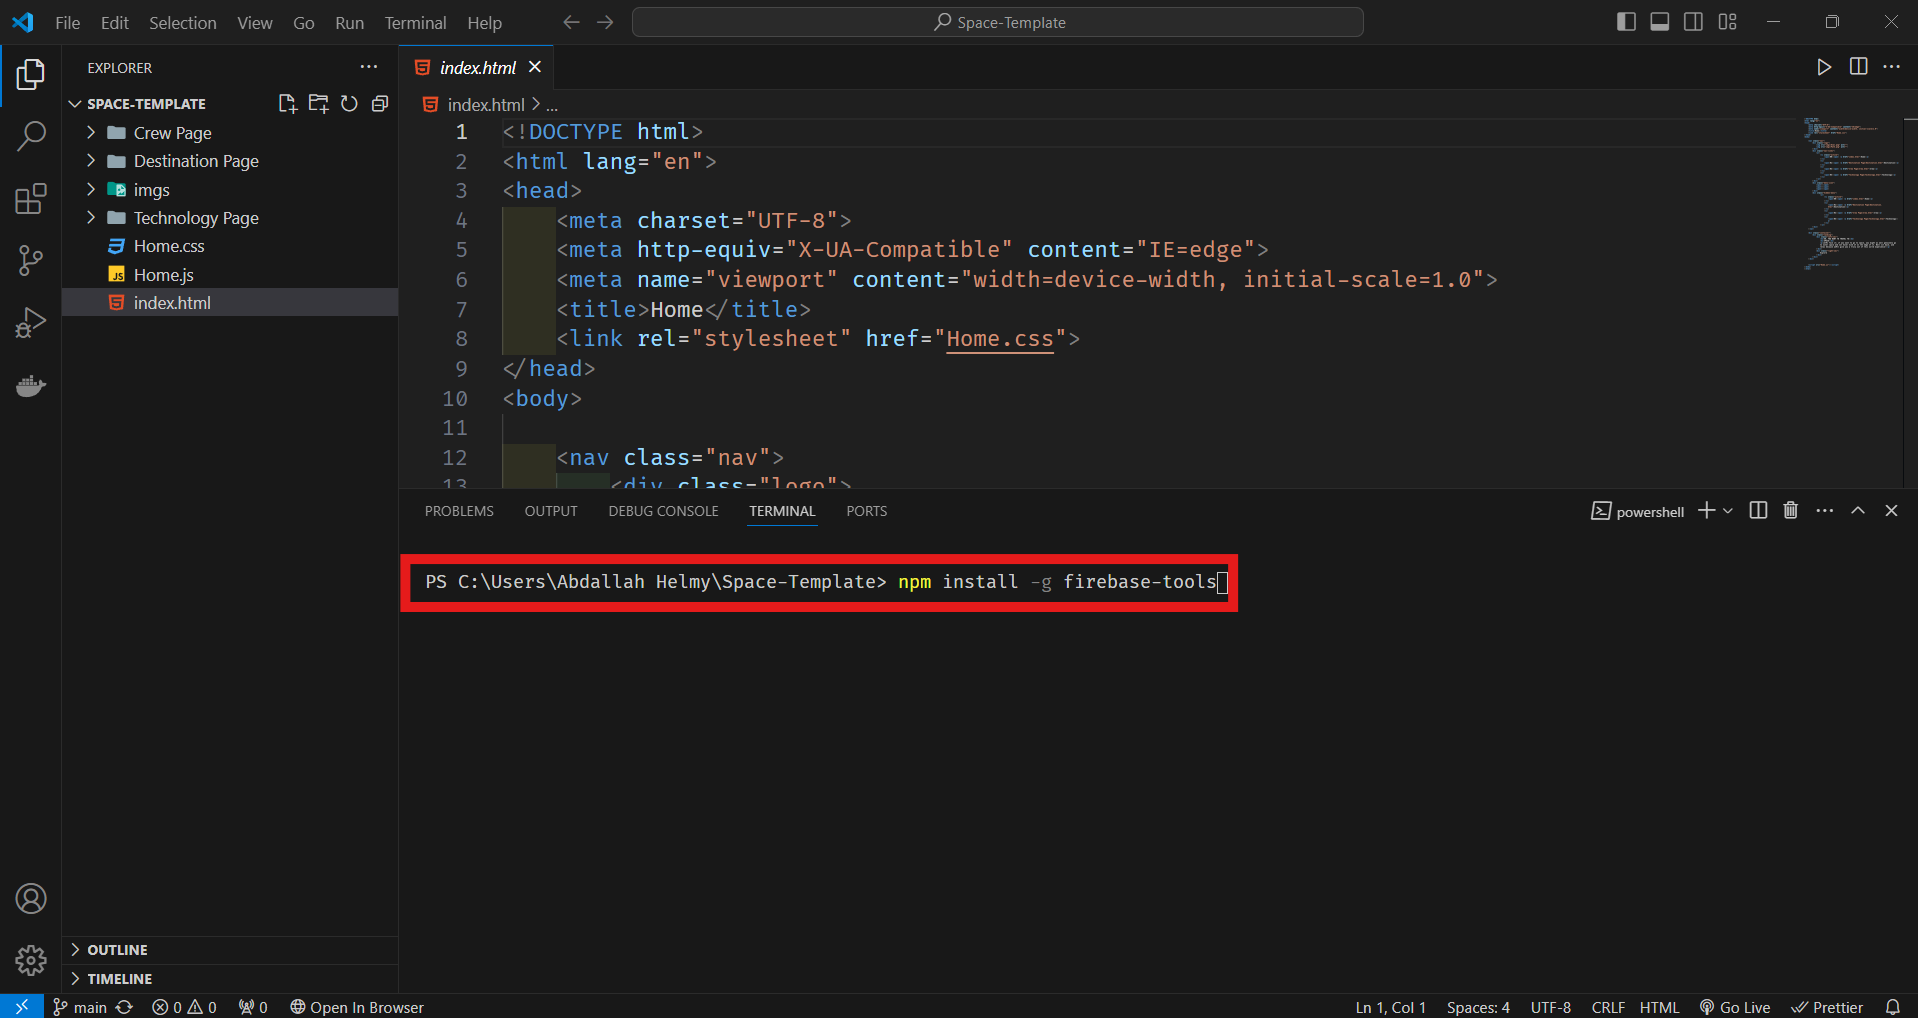 File Edit Selection View Go Run Terminal Help
Space-Template
EXPLORER
SPACE-TEMPLATE
Crew Page
Destination Page
imgs
Technology Page
Home.css
JS Home.js
index.html
OUTLINE
TIMELINE
index.html
index.html > ...
1 <!DOCTYPE html>
2 <html lang="en">
3 <head>
4 <meta charset="UTF-8">
5 <meta http-equiv="X-UA-Compatible" content="IE=edge">
6 <meta name="viewport" content="width=device-width, initial-scale=1.0">
7 <title>Home</title>
8 <link rel="stylesheet" href="Home.css">
9 </head>
10 <body>
11
12 <nav class="nav">
13 <div class="logo">
PROBLEMS OUTPUT DEBUG CONSOLE TERMINAL PORTS
powershell
PS C:\Users\Abdallah Helmy\Space-Template> npm install -g firebase-tools
main 0 0 0 Open In Browser
Ln 1, Col 1 Spaces: 4 UTF-8 CRLF HTML Go Live Prettier